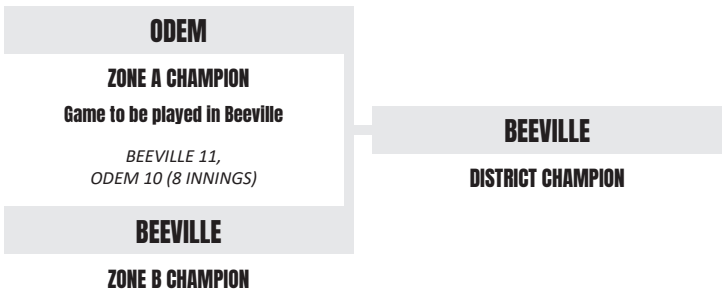 ODEM
ZONE A CHAMPION
Game to be played in Beeville
BEEVILLE 11,
ODEM 10 (8 INNINGS)
BEEVILLE
ZONE B CHAMPION
BEEVILLE
DISTRICT CHAMPION